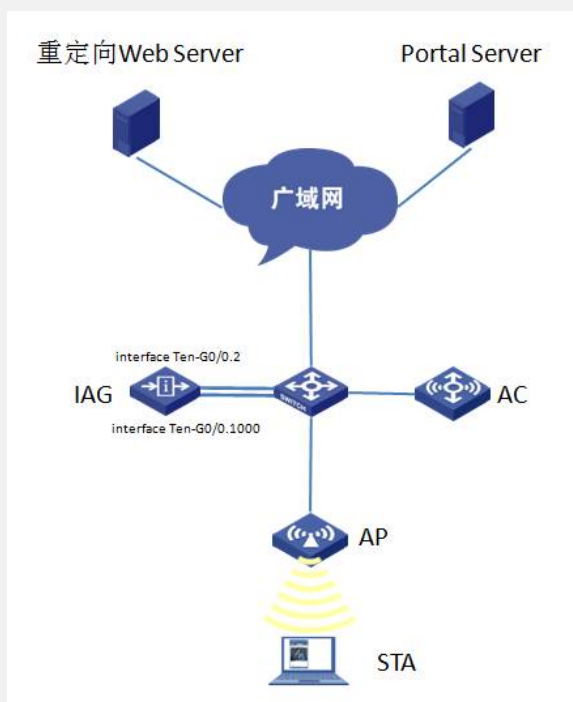 重定向Web Server
Portal Server
广域网
interface Ten-G0/0.2
IAG
SWITCH
AC
interface Ten-G0/0.1000
AP
STA